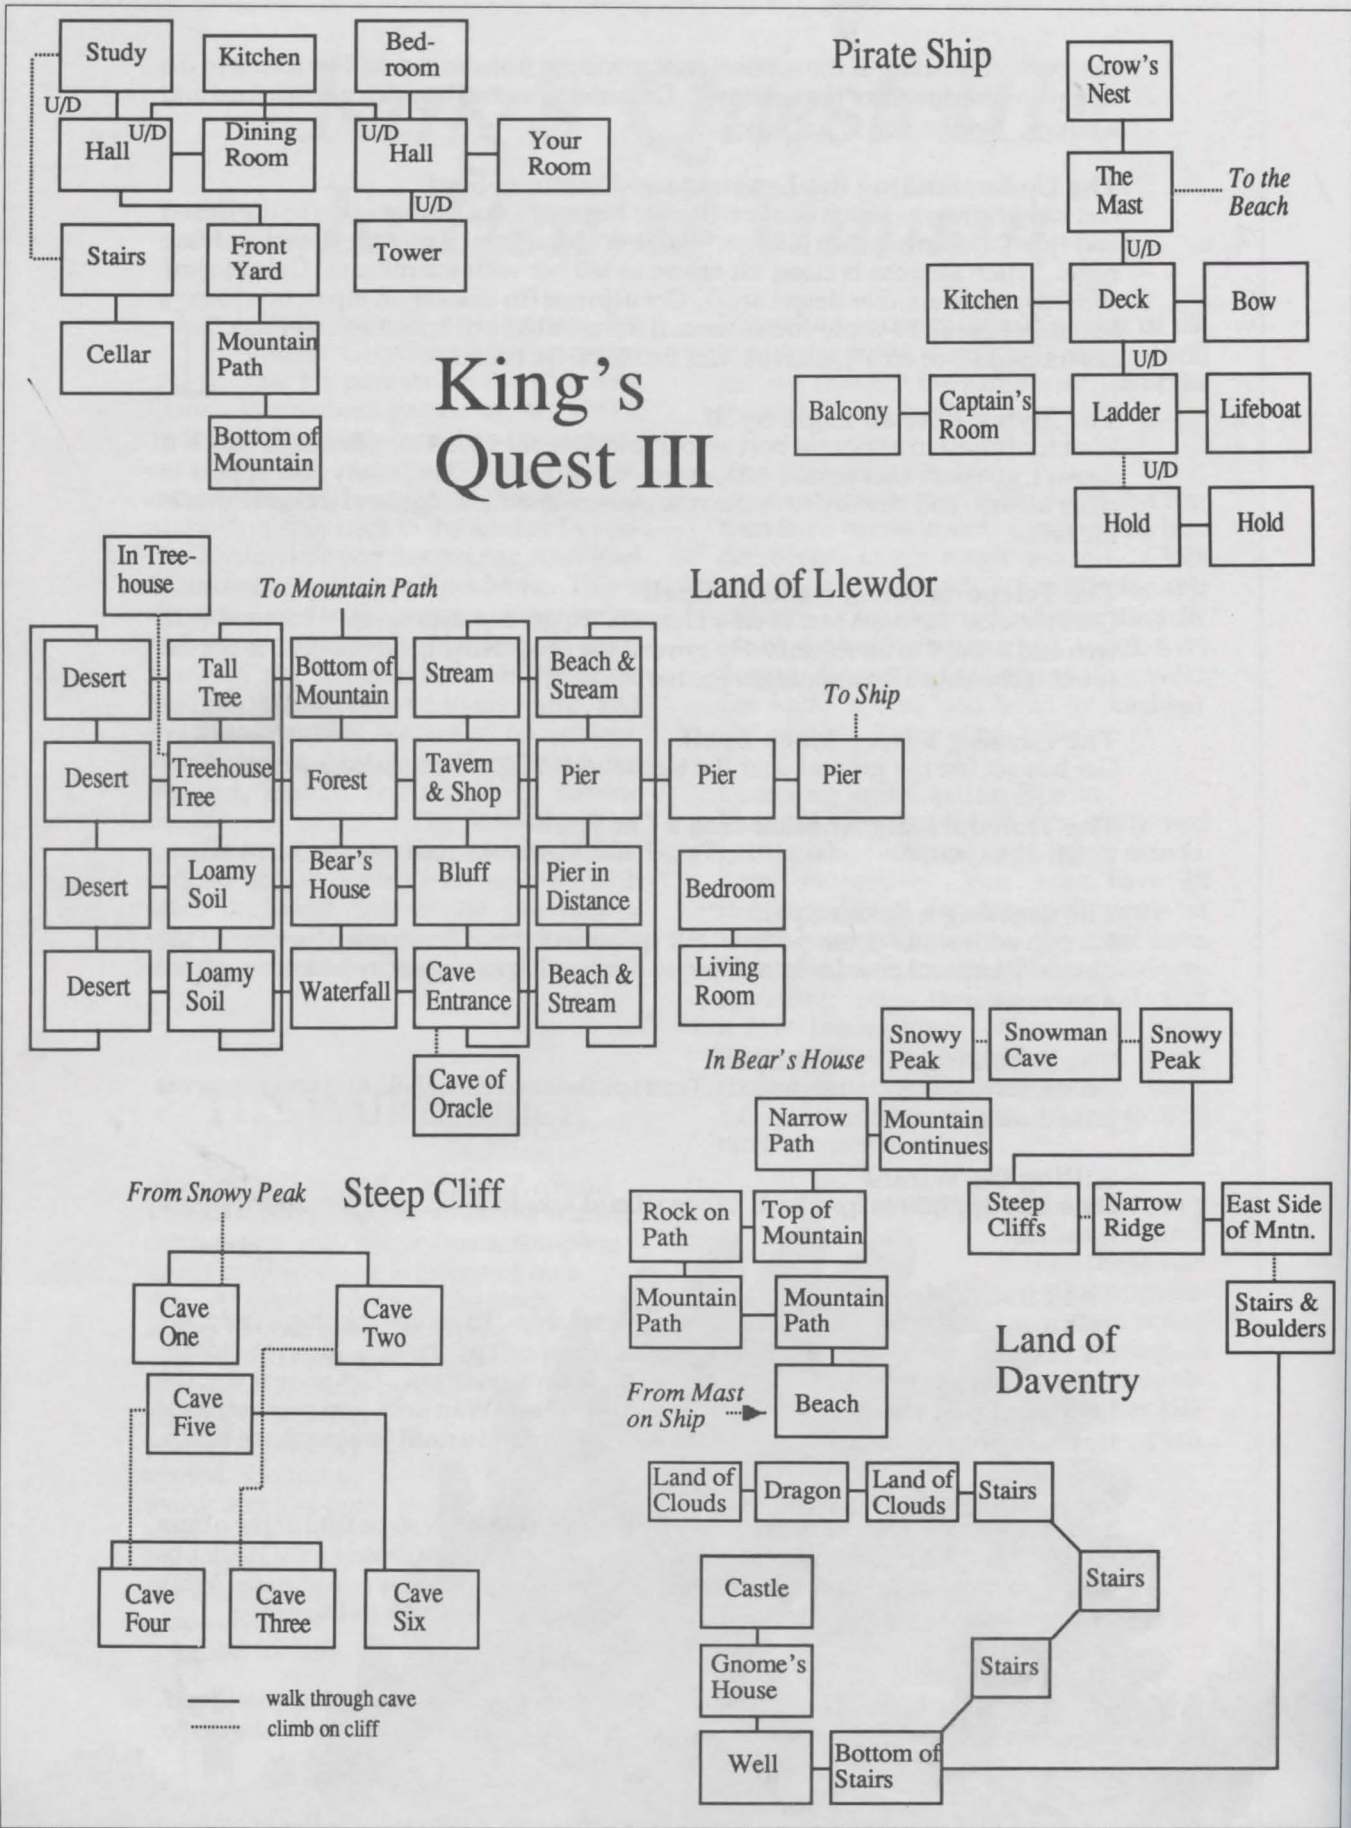 Study
Kitchen
Bed-
room
U/D
U/D
U/D
Hall
Dining
Room
Hall
Your
Room
U/D
Stairs
Front
Yard
Tower
Cellar
Mountain
Path
Bottom of
Mountain
King's
Quest III
Pirate Ship
Crow's
Nest
The
Mast
To the
Beach
U/D
Kitchen
Deck
Bow
U/D
Balcony
Captain's
Room
Ladder
Lifeboat
U/D
Hold
Hold
In Tree-
house
To Mountain Path
Land of Llewdor
Desert
Tall
Tree
Bottom of
Mountain
Stream
Beach &
Stream
To Ship
Desert
Treehouse
Tree
Forest
Tavern
& Shop
Pier
Pier
Pier
Desert
Loamy
Soil
Bear's
House
Bluff
Pier in
Distance
Desert
Loamy
Soil
Waterfall
Cave
Entrance
Beach &
Stream
Cave of
Oracle
Bedroom
Living
Room
In Bear's House
Snowy
Peak
Snowman
Cave
Snowy
Peak
Narrow
Path
Mountain
Continues
Rock on
Path
Top of
Mountain
Steep
Cliffs
Narrow
Ridge
East Side
of Mntn.
Mountain
Path
Mountain
Path
Stairs &
Boulders
Land of
Daventry
From Mast
on Ship
Beach
From Snowy Peak
Steep Cliff
Cave
One
Cave
Two
Cave
Five
Cave
Four
Cave
Three
Cave
Six
walk through cave
climb on cliff
Land of
Clouds
Dragon
Land of
Clouds
Stairs
Stairs
Stairs
Castle
Gnome's
House
Well
Bottom of
Stairs